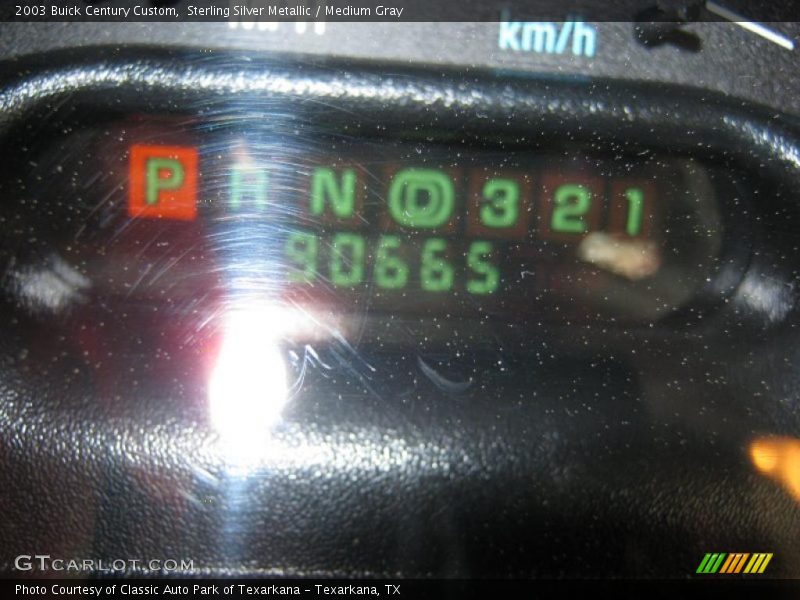 2003 Buick Century Custom,  Sterling Silver Metallic / Medium Gray
km/h
P R N D 3 2 1
90665
GTCARLOT.COM
Photo Courtesy of Classic Auto Park of Texarkana - Texarkana, TX